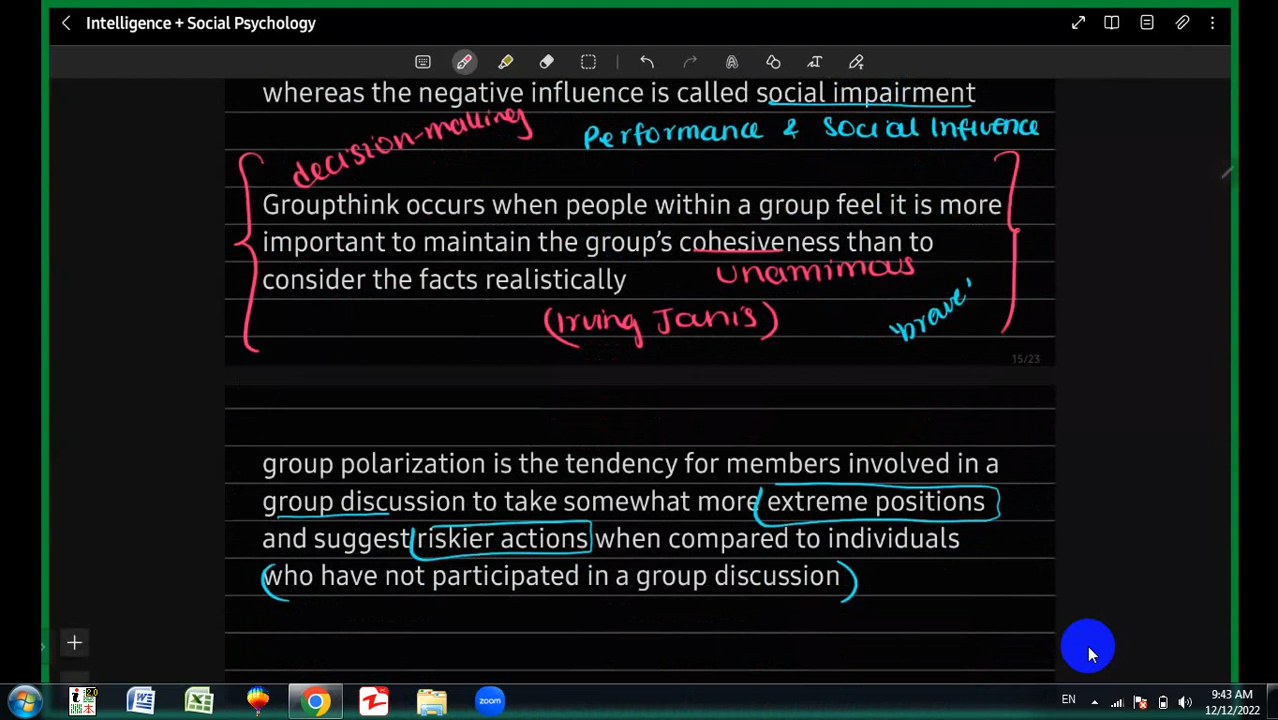 Intelligence + Social Psychology
whereas the negative influence is called social impairment
decision-making
Performance & Social Influence
Groupthink occurs when people within a group feel it is more
important to maintain the group's cohesiveness than to
consider the facts realistically
unanimous
(Irving Janis)
'brave'
15/23
group polarization is the tendency for members involved in a
group discussion to take somewhat more extreme positions
and suggest riskier actions when compared to individuals
(who have not participated in a group discussion)
zoom
EN
9:43 AM
12/12/2022